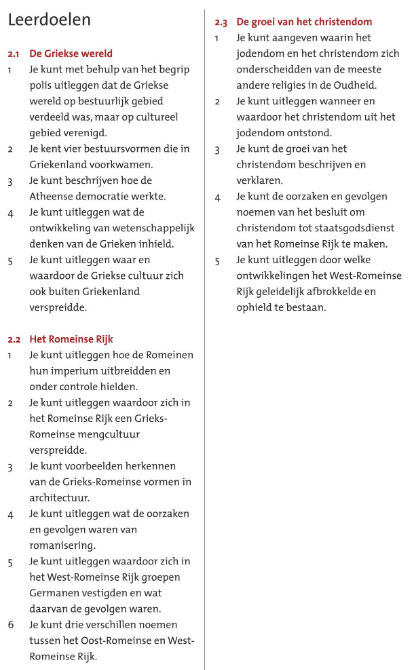 Leerdoelen
2.1 De Griekse wereld
1 Je kunt met behulp van het begrip
polis uitleggen dat de Griekse
wereld op bestuurlijk gebied
verdeeld was, maar op cultureel
gebied verenigd.
2 Je kent vier bestuursvormen die in
Griekenland voorkwamen.
3 Je kunt beschrijven hoe de
Atheense democratie werkte.
4 Je kunt uitleggen wat de
ontwikkeling van wetenschappelijk
denken van de Grieken inhield.
5 Je kunt uitleggen waar en
waardoor de Griekse cultuur zich
ook buiten Griekenland
verspreidde.
2.2 Het Romeinse Rijk
1 Je kunt uitleggen hoe de Romeinen
hun imperium uitbreidden en
onder controle hielden.
2 Je kunt uitleggen waardoor zich in
het Romeinse Rijk een Grieks-
Romeinse mengcultuur
verspreidde.
3 Je kunt voorbeelden herkennen
van de Grieks-Romeinse vormen in
architectuur.
4 Je kunt uitleggen wat de oorzaken
en gevolgen waren van
romanisering.
5 Je kunt uitleggen waardoor zich in
het West-Romeinse Rijk groepen
Germanen vestigden en wat
daarvan de gevolgen waren.
6 Je kunt drie verschillen noemen
tussen het Oost-Romeinse en West-
Romeinse Rijk.
2.3 De groei van het christendom
1 Je kunt aangeven waarin het
jodendom en het christendom zich
onderscheidden van de meeste
andere religies in de Oudheid.
2 Je kunt uitleggen wanneer en
waardoor het christendom uit het
jodendom ontstond.
3 Je kunt de groei van het
christendom beschrijven en
verklaren.
4 Je kunt de oorzaken en gevolgen
noemen van het besluit om
christendom tot staatsgodsdienst
van het Romeinse Rijk te maken.
5 Je kunt uitleggen door welke
ontwikkelingen het West-Romeinse
Rijk geleidelijk afbrokkelde en
ophield te bestaan.